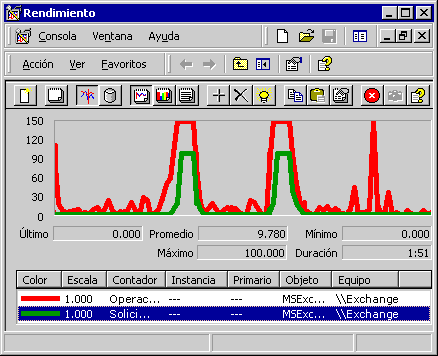 Rendimiento
Consola Ventana Ayuda
Acción Ver Favoritos
150
120
90
60
30
0
Último 0.000 Promedio 9.780 Mínimo 0.000
Máximo 100.000 Duración 1:51
Color Escala Contador Instancia Primario Objeto Equipo
1.000 Operac... --- --- MSExc... \\Exchange
1.000 Solici... --- --- MSExc... \\Exchange